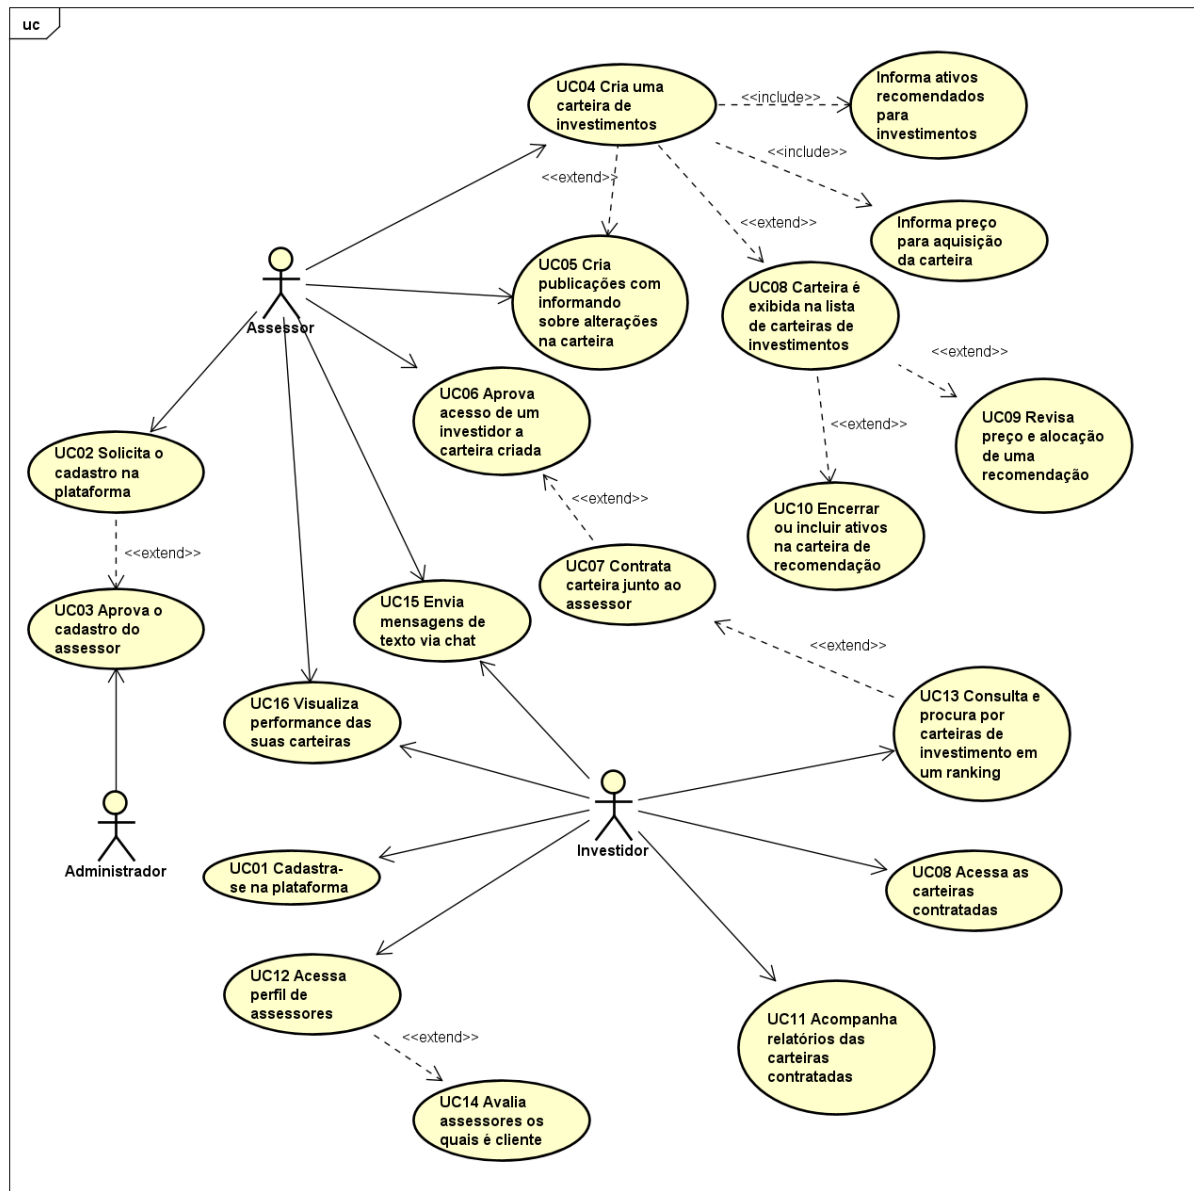 uc
UC04 Cria uma
carteira de
investimentos
<<include>>
Informa ativos
recomendados
para
investimentos
<<include>>
<<extend>>
<<extend>>
Informa preço
para aquisição
da carteira
Assessor
UC05 Cria
publicações com
informando
sobre alterações
na carteira
UC08 Carteira é
exibida na lista
de carteiras de
investimentos
<<extend>>
UC06 Aprova
acesso de um
investidor a
carteira criada
<<extend>>
UC09 Revisa
preço e alocação
de uma
recomendação
UC02 Solicita o
cadastro na
plataforma
<<extend>>
UC10 Encerrar
ou incluir ativos
na carteira de
recomendação
<<extend>>
UC07 Contrata
carteira junto ao
assessor
UC03 Aprova o
cadastro do
assessor
UC15 Envia
mensagens de
texto via chat
<<extend>>
UC16 Visualiza
performance das
suas carteiras
UC13 Consulta e
procura por
carteiras de
investimento em
um ranking
Administrador
Investidor
UC01 Cadastra-
se na plataforma
UC08 Acessa as
carteiras
contratadas
UC12 Acessa
perfil de
assessores
<<extend>>
UC11 Acompanha
relatórios das
carteiras
contratadas
UC14 Avalia
assessores os
quais é cliente